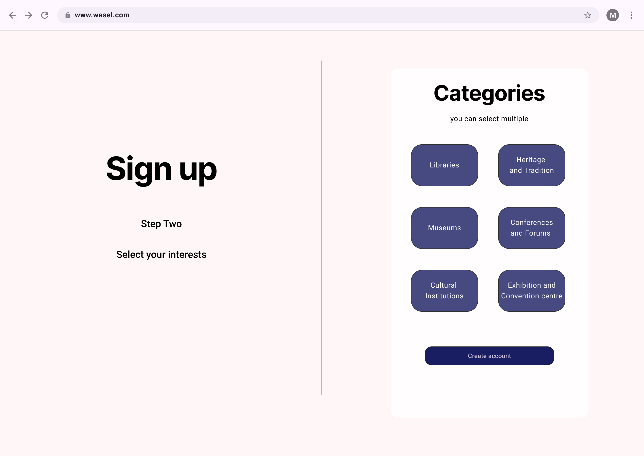 www.wesel.com
M
Sign up
Step Two
Select your interests
Categories
you can select multiple
Libraries
Heritage
and Tradition
Museums
Conferences
and Forums
Cultural
Institutions
Exhibition and
Convention centre
Create account